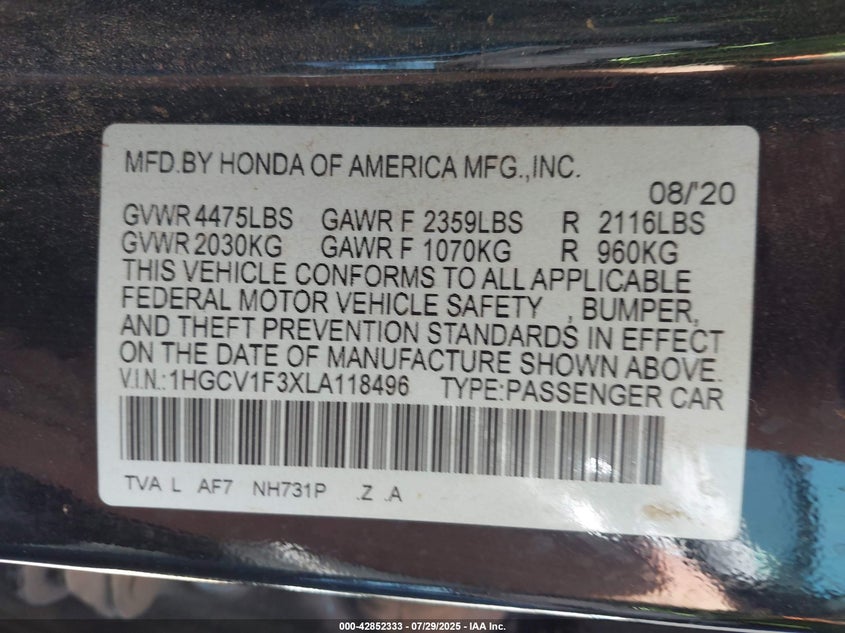 MFD.BY HONDA OF AMERICA MFG.,INC.
08/'20
GVWR 4475LBS GAWR F 2359LBS R 2116LBS
GVWR 2030KG GAWR F 1070KG R 960KG
THIS VEHICLE CONFORMS TO ALL APPLICABLE
FEDERAL MOTOR VEHICLE SAFETY , BUMPER,
AND THEFT PREVENTION STANDARDS IN EFFECT
ON THE DATE OF MANUFACTURE SHOWN ABOVE.
V.I.N.:1HGCV1F3XLA118496 TYPE:PASSENGER CAR
TVA L AF7 NH731P .Z .A
000-42852333 - 07/29/2025 - IAA Inc.